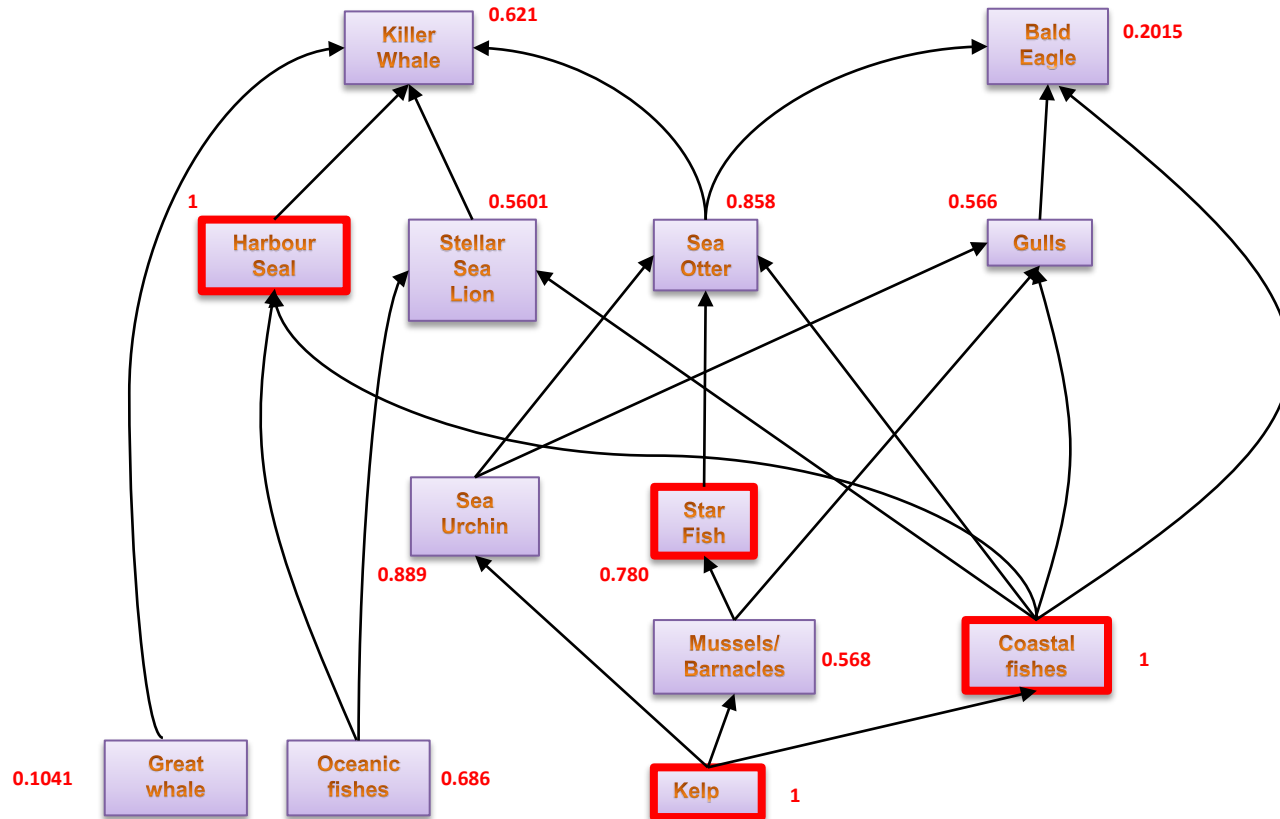 0.621
Killer
Whale
Bald
Eagle
0.2015
1
0.5601
0.858
0.566
Harbour
Seal
Stellar
Sea
Lion
Sea
Otter
Gulls
Sea
Urchin
Star
Fish
0.889
0.780
Mussels/
Barnacles
0.568
Coastal
fishes
1
0.1041
Great
whale
Oceanic
fishes
0.686
Kelp
1